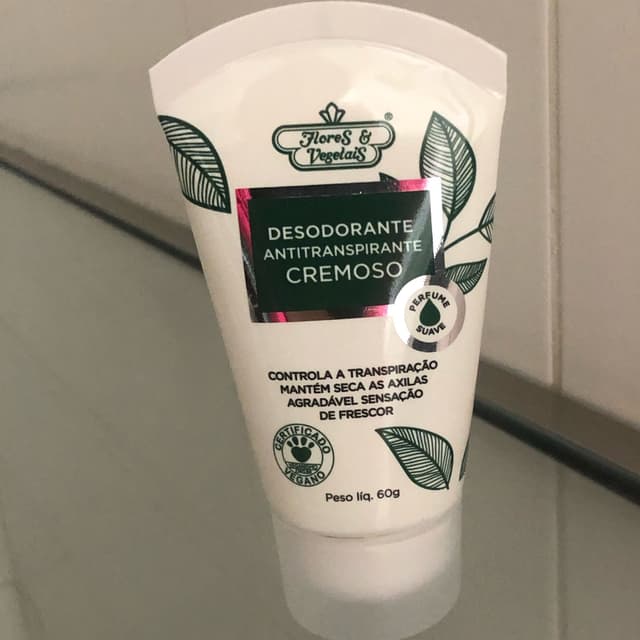 Flores &
Vegetais
®
DESODORANTE
ANTITRANSPIRANTE
CREMOSO
PERFUME
SUAVE
CONTROLA A TRANSPIRAÇÃO
MANTÉM SECA AS AXILAS
AGRADÁVEL SENSAÇÃO
DE FRESCOR
CERTIFICADO
VEGANO
Peso líq. 60g